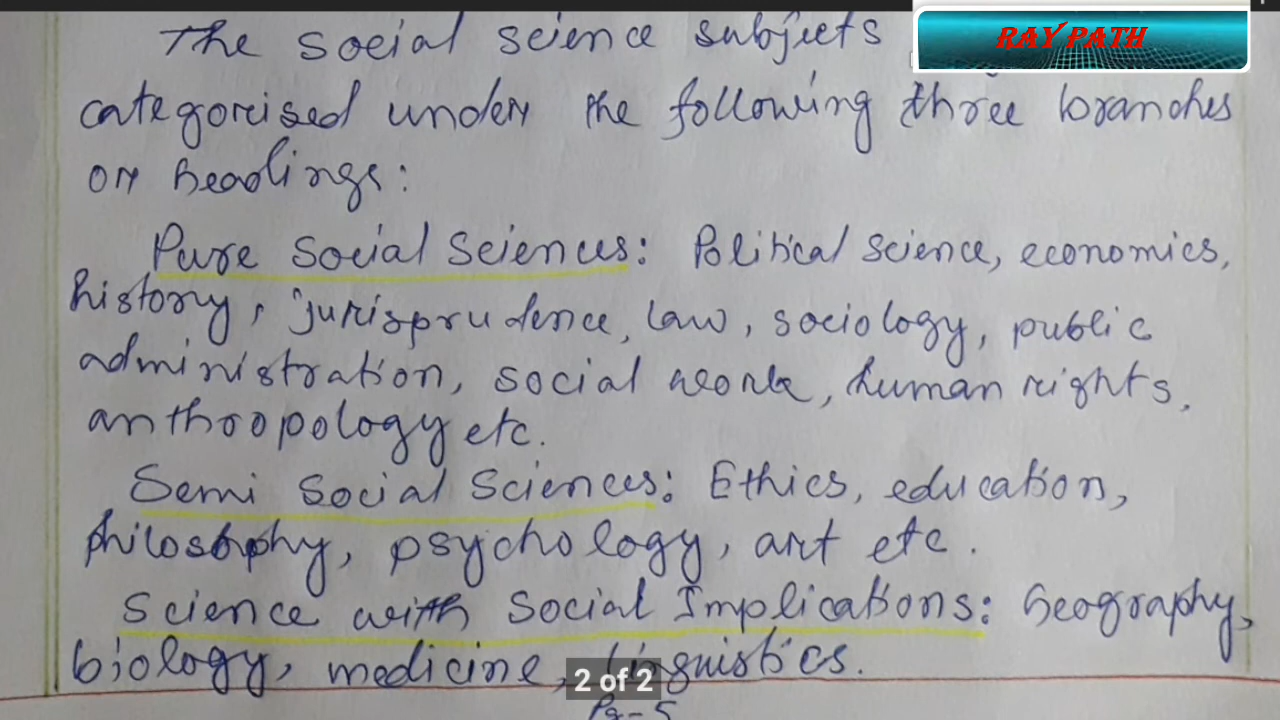 The social science subjects
RAY PATH
categorised under the following three branches
or headings:
Pure Social Sciences: Political science, economics,
history, jurisprudence, law, sociology, public
administration, social work, human rights,
anthropology etc.
Semi Social Sciences: Ethics, education,
philosophy, psychology, art etc.
Science with Social Implications: Geography,
biology, medicine, linguistics.
2 of 2
Pg-5